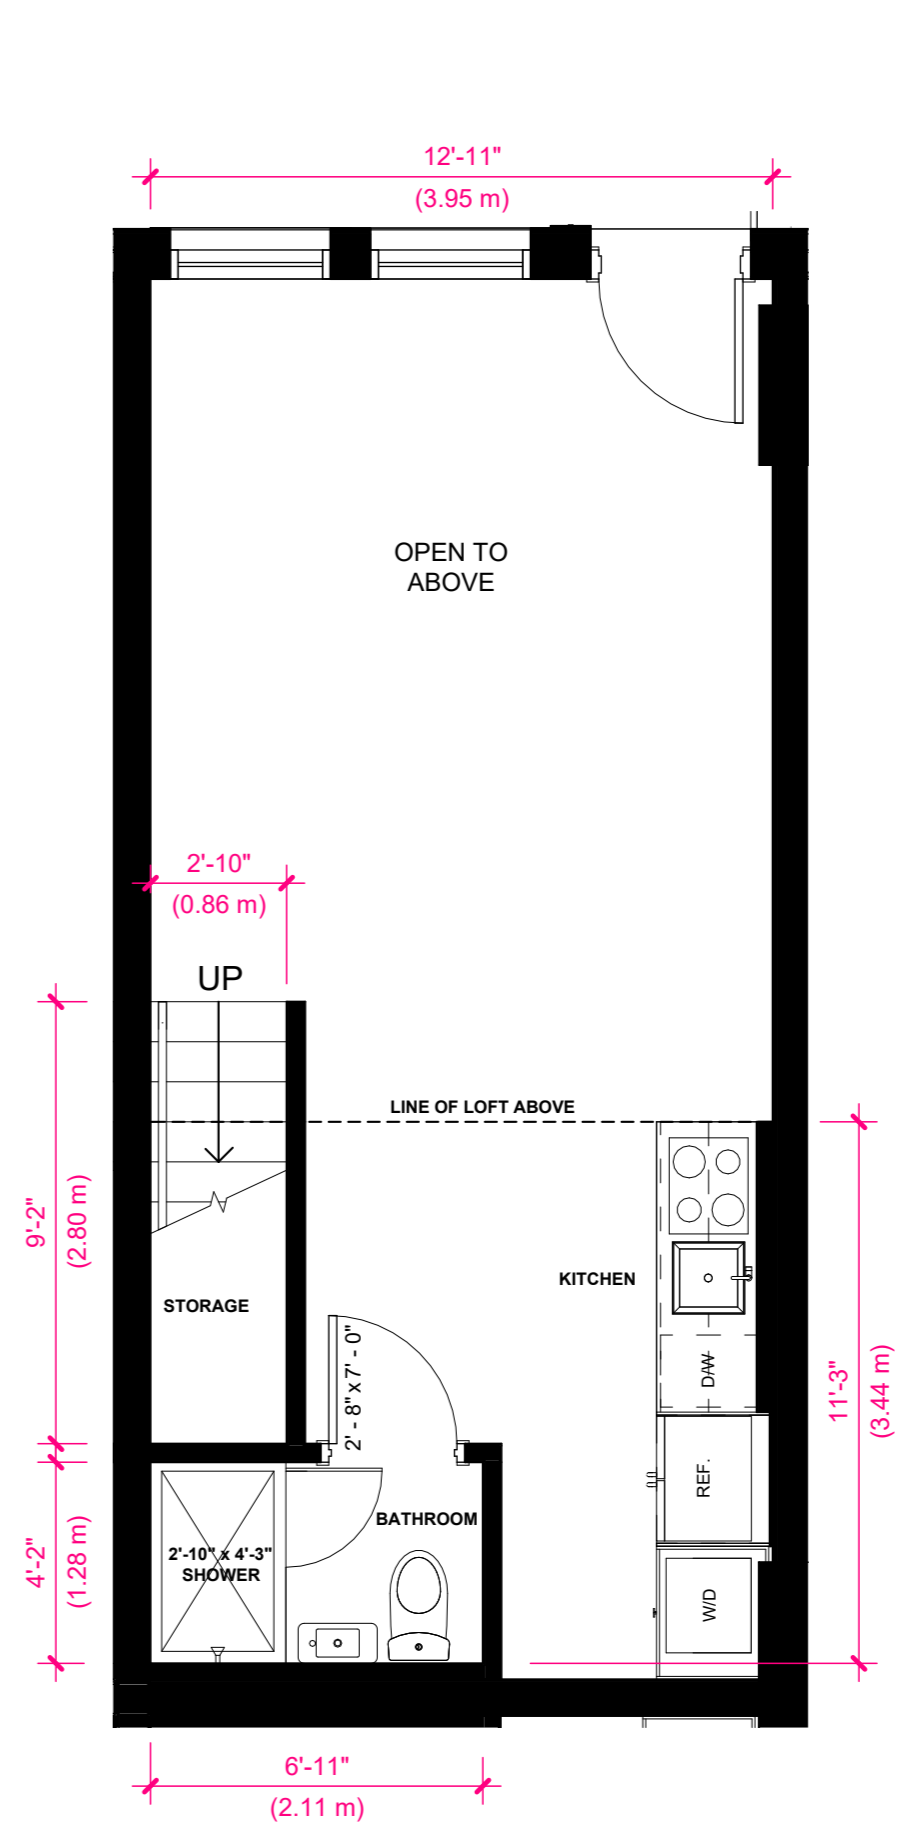 12'-11"
(3.95 m)
OPEN TO
ABOVE
2'-10"
(0.86 m)
UP
LINE OF LOFT ABOVE
9'-2"
(2.80 m)
KITCHEN
STORAGE
2' - 8" x 7' - 0"
D/W
11'-3"
(3.44 m)
REF.
BATHROOM
4'-2"
(1.28 m)
2'-10" x 4'-3"
SHOWER
W/D
6'-11"
(2.11 m)